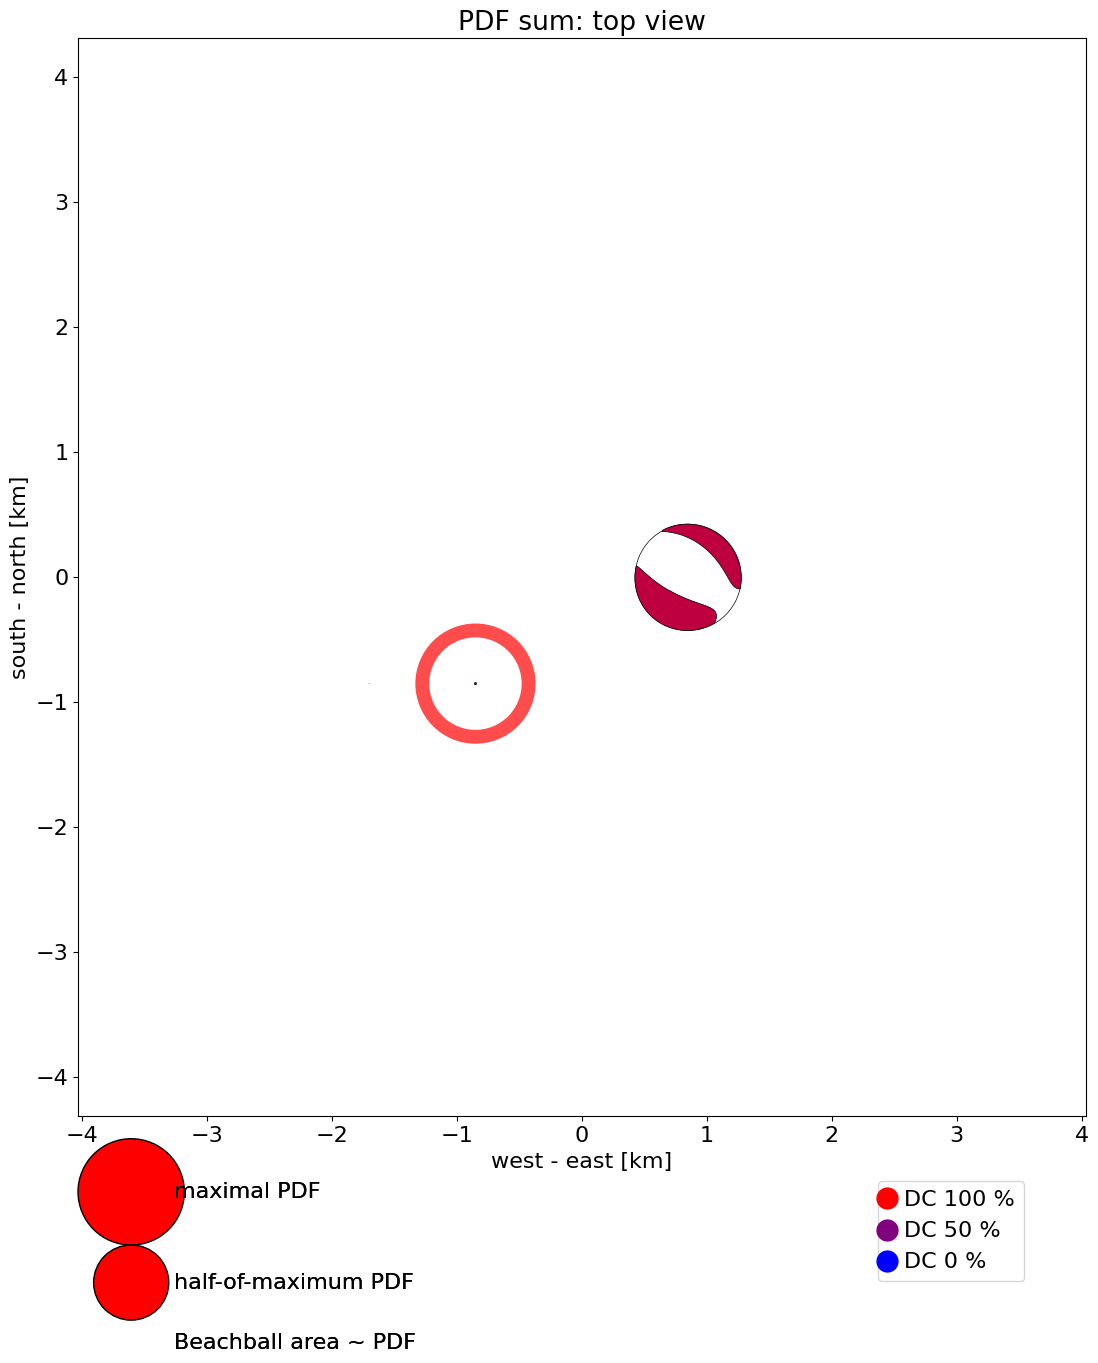 PDF sum: top view
south - north [km]
4
3
2
1
0
−1
−2
−3
−4
−4 −3 −2 −1 0 1 2 3 4
west - east [km]
maximal PDF
half-of-maximum PDF
Beachball area ~ PDF
DC 100 %
DC 50 %
DC 0 %